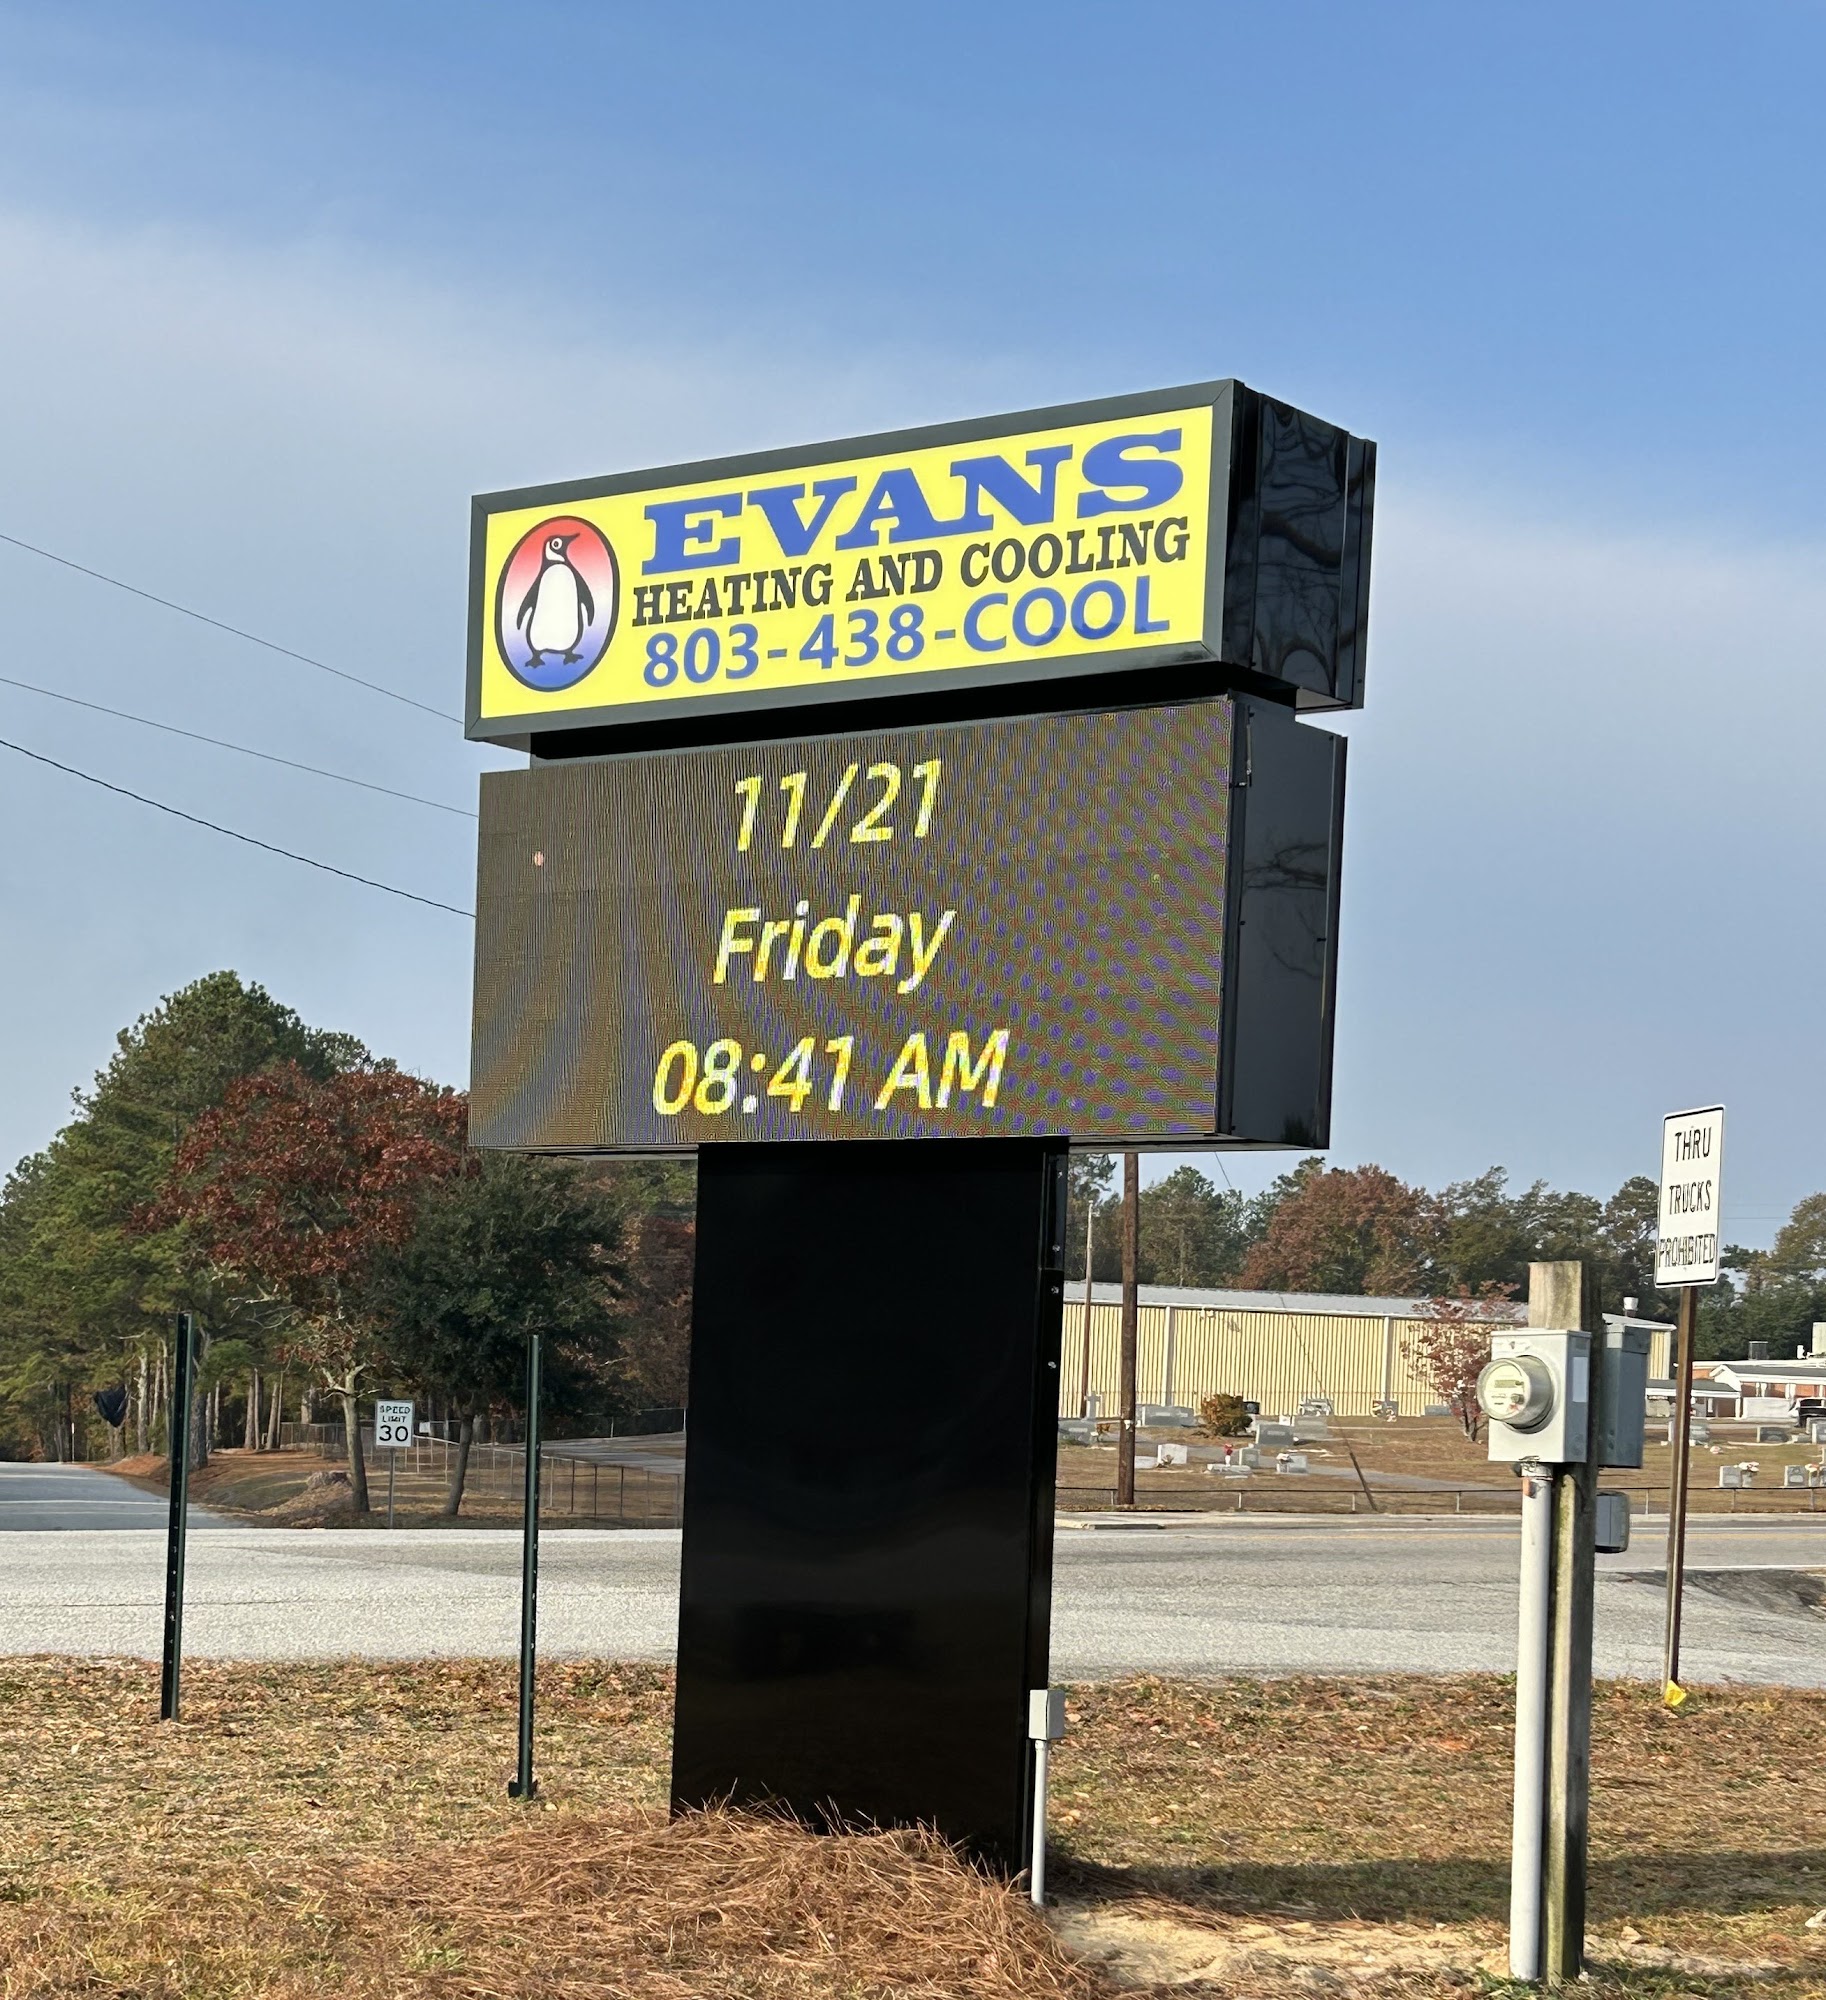 EVANS
HEATING AND COOLING
803-438-COOL
11/21
Friday
08:41 AM
THRU
TRUCKS
PROHIBITED
SPEED
LIMIT
30